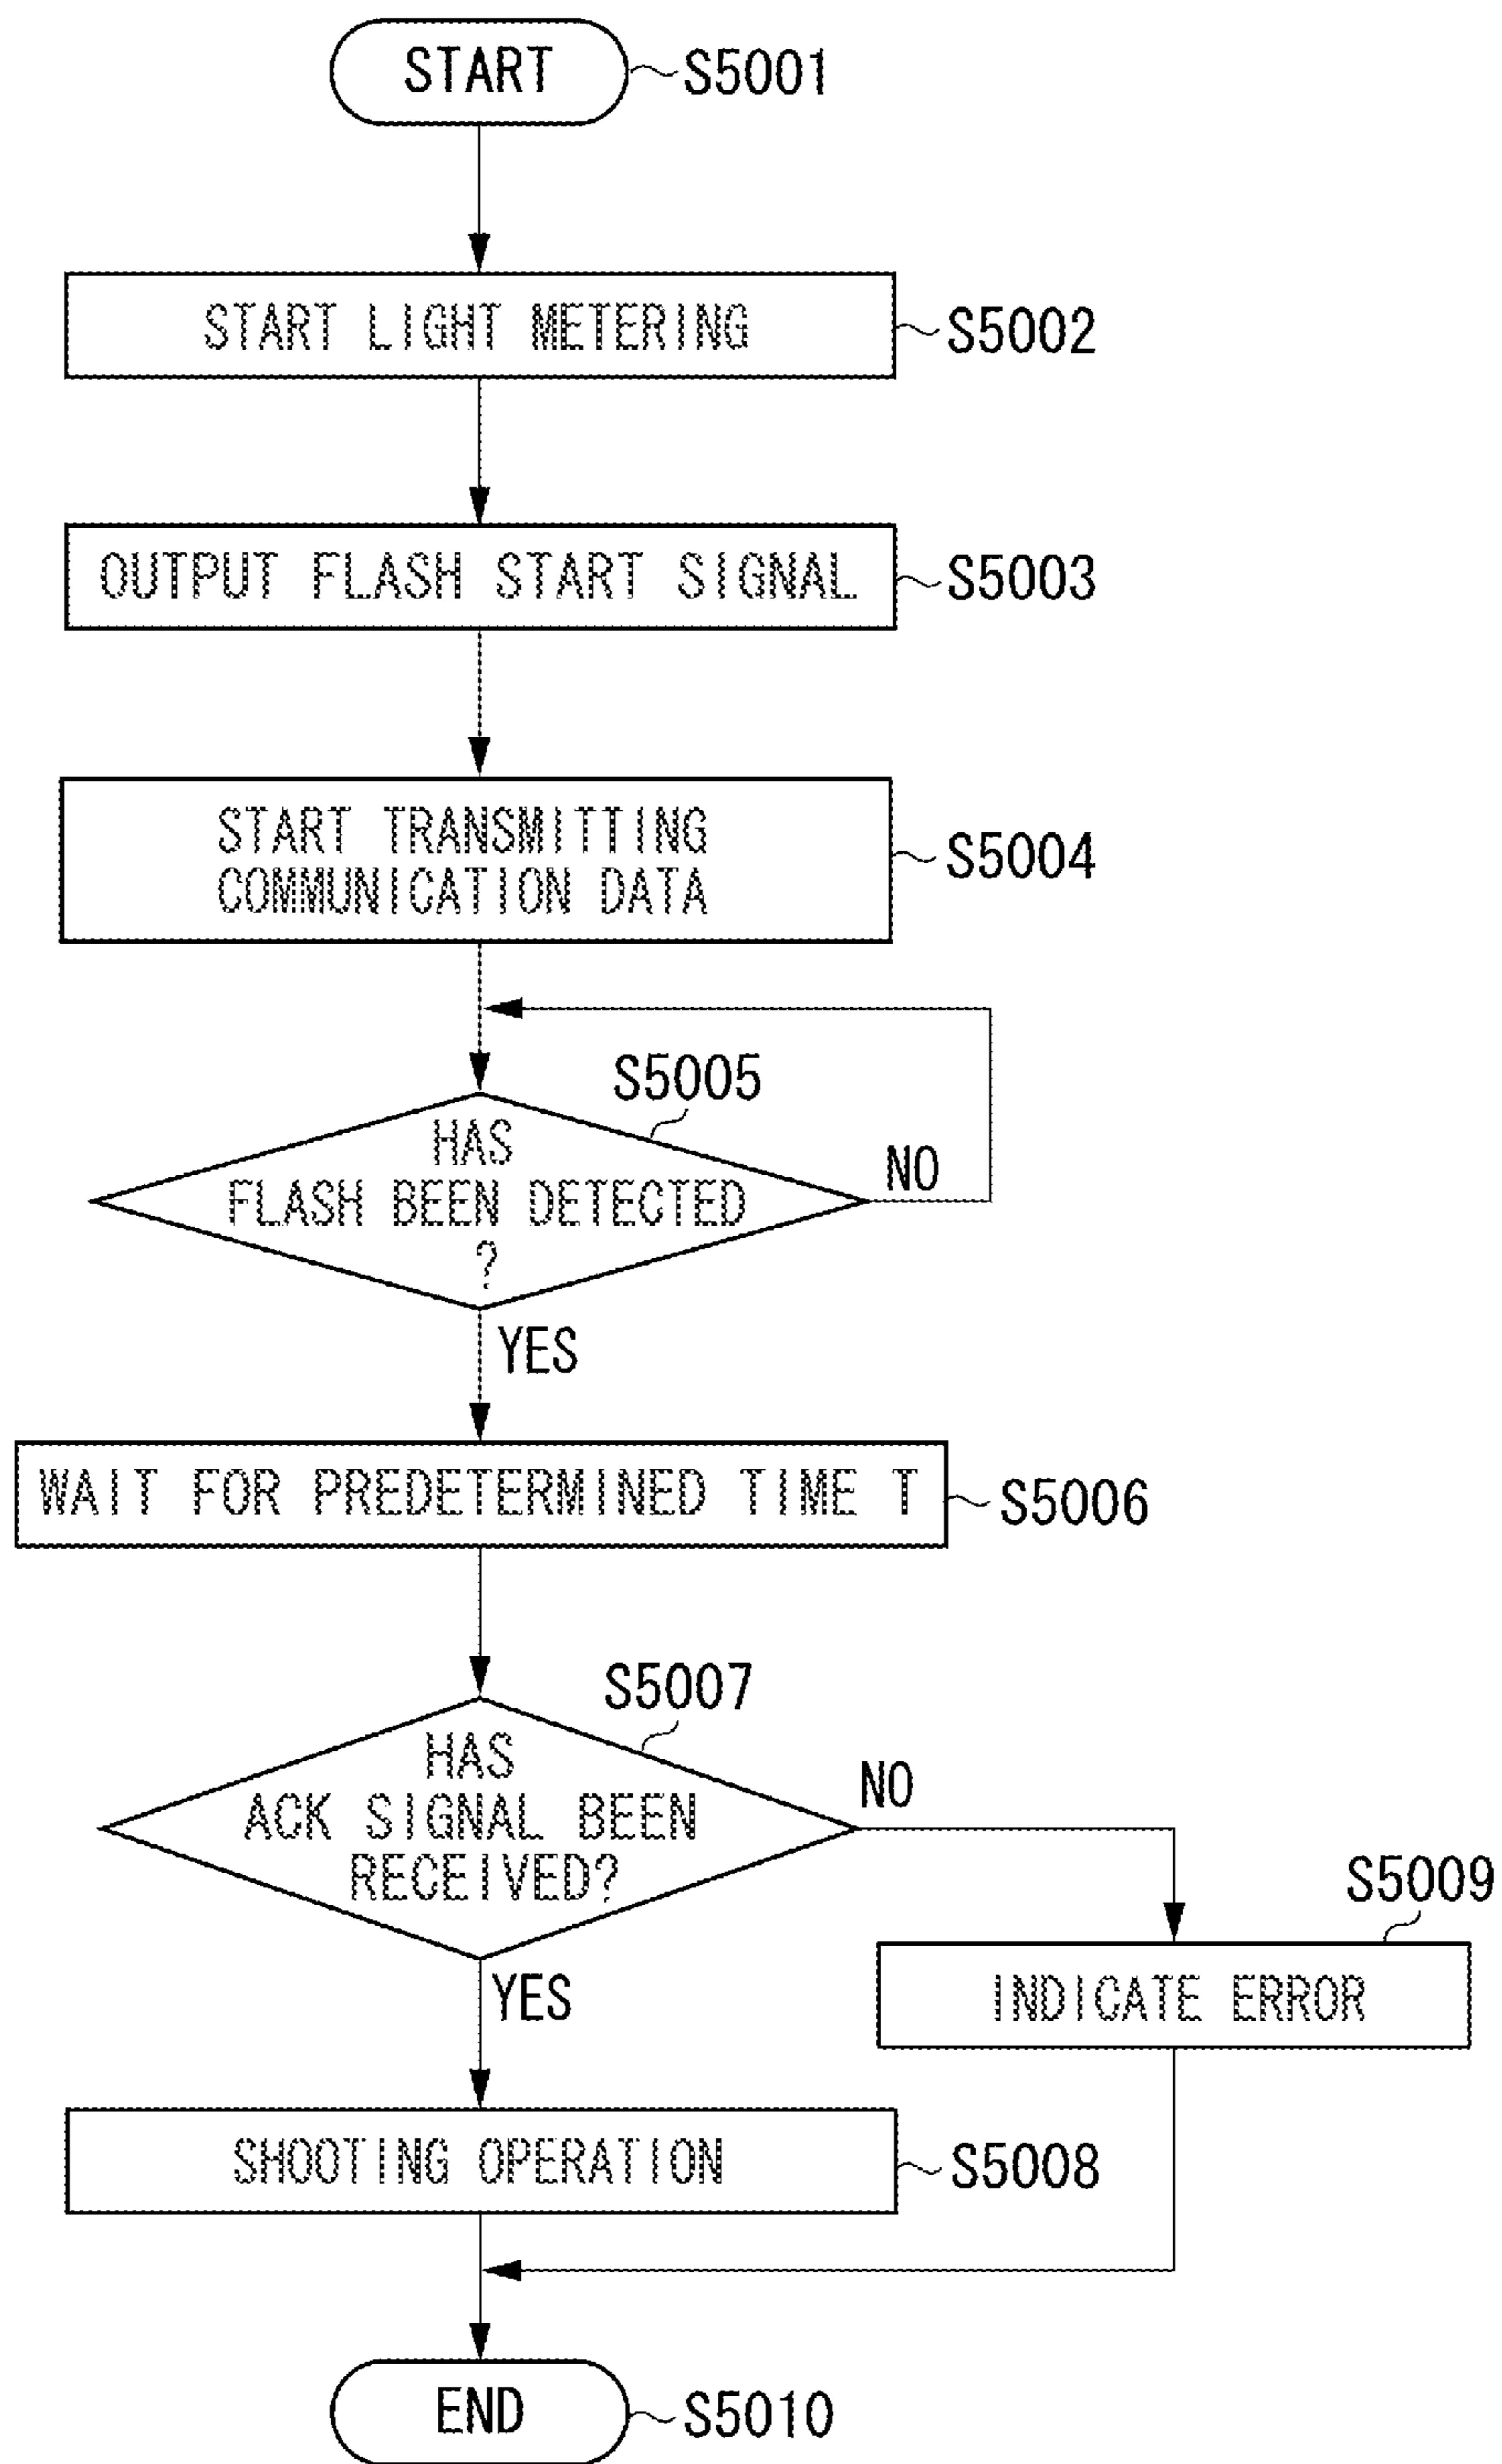 START
S5001
START LIGHT METERING
S5002
OUTPUT FLASH START SIGNAL
S5003
START TRANSMITTING
COMMUNICATION DATA
S5004
S5005
HAS
FLASH BEEN DETECTED
?
NO
YES
WAIT FOR PREDETERMINED TIME T
S5006
S5007
HAS
ACK SIGNAL BEEN
RECEIVED?
NO
YES
S5009
INDICATE ERROR
SHOOTING OPERATION
S5008
END
S5010